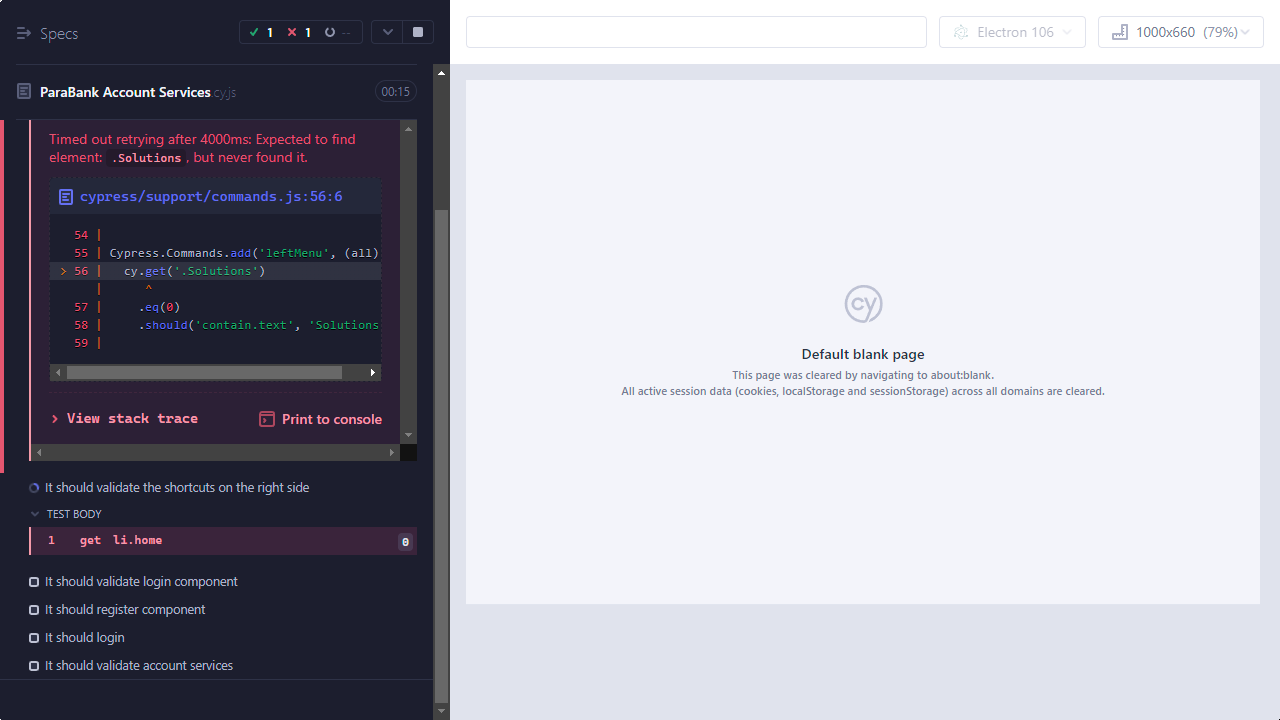 Specs
1
1
--
Electron 106
1000x660 (79%)
ParaBank Account Services.cy.js
00:15
Timed out retrying after 4000ms: Expected to find
element: .Solutions, but never found it.
cypress/support/commands.js:56:6
54 |
55 | Cypress.Commands.add('leftMenu', (all)
> 56 |   cy.get('.Solutions')
|      ^
57 |     .eq(0)
58 |     .should('contain.text', 'Solutions
59 |
View stack trace
Print to console
It should validate the shortcuts on the right side
TEST BODY
1 get li.home 0
It should validate login component
It should register component
It should login
It should validate account services
cy
Default blank page
This page was cleared by navigating to about:blank.
All active session data (cookies, localStorage and sessionStorage) across all domains are cleared.